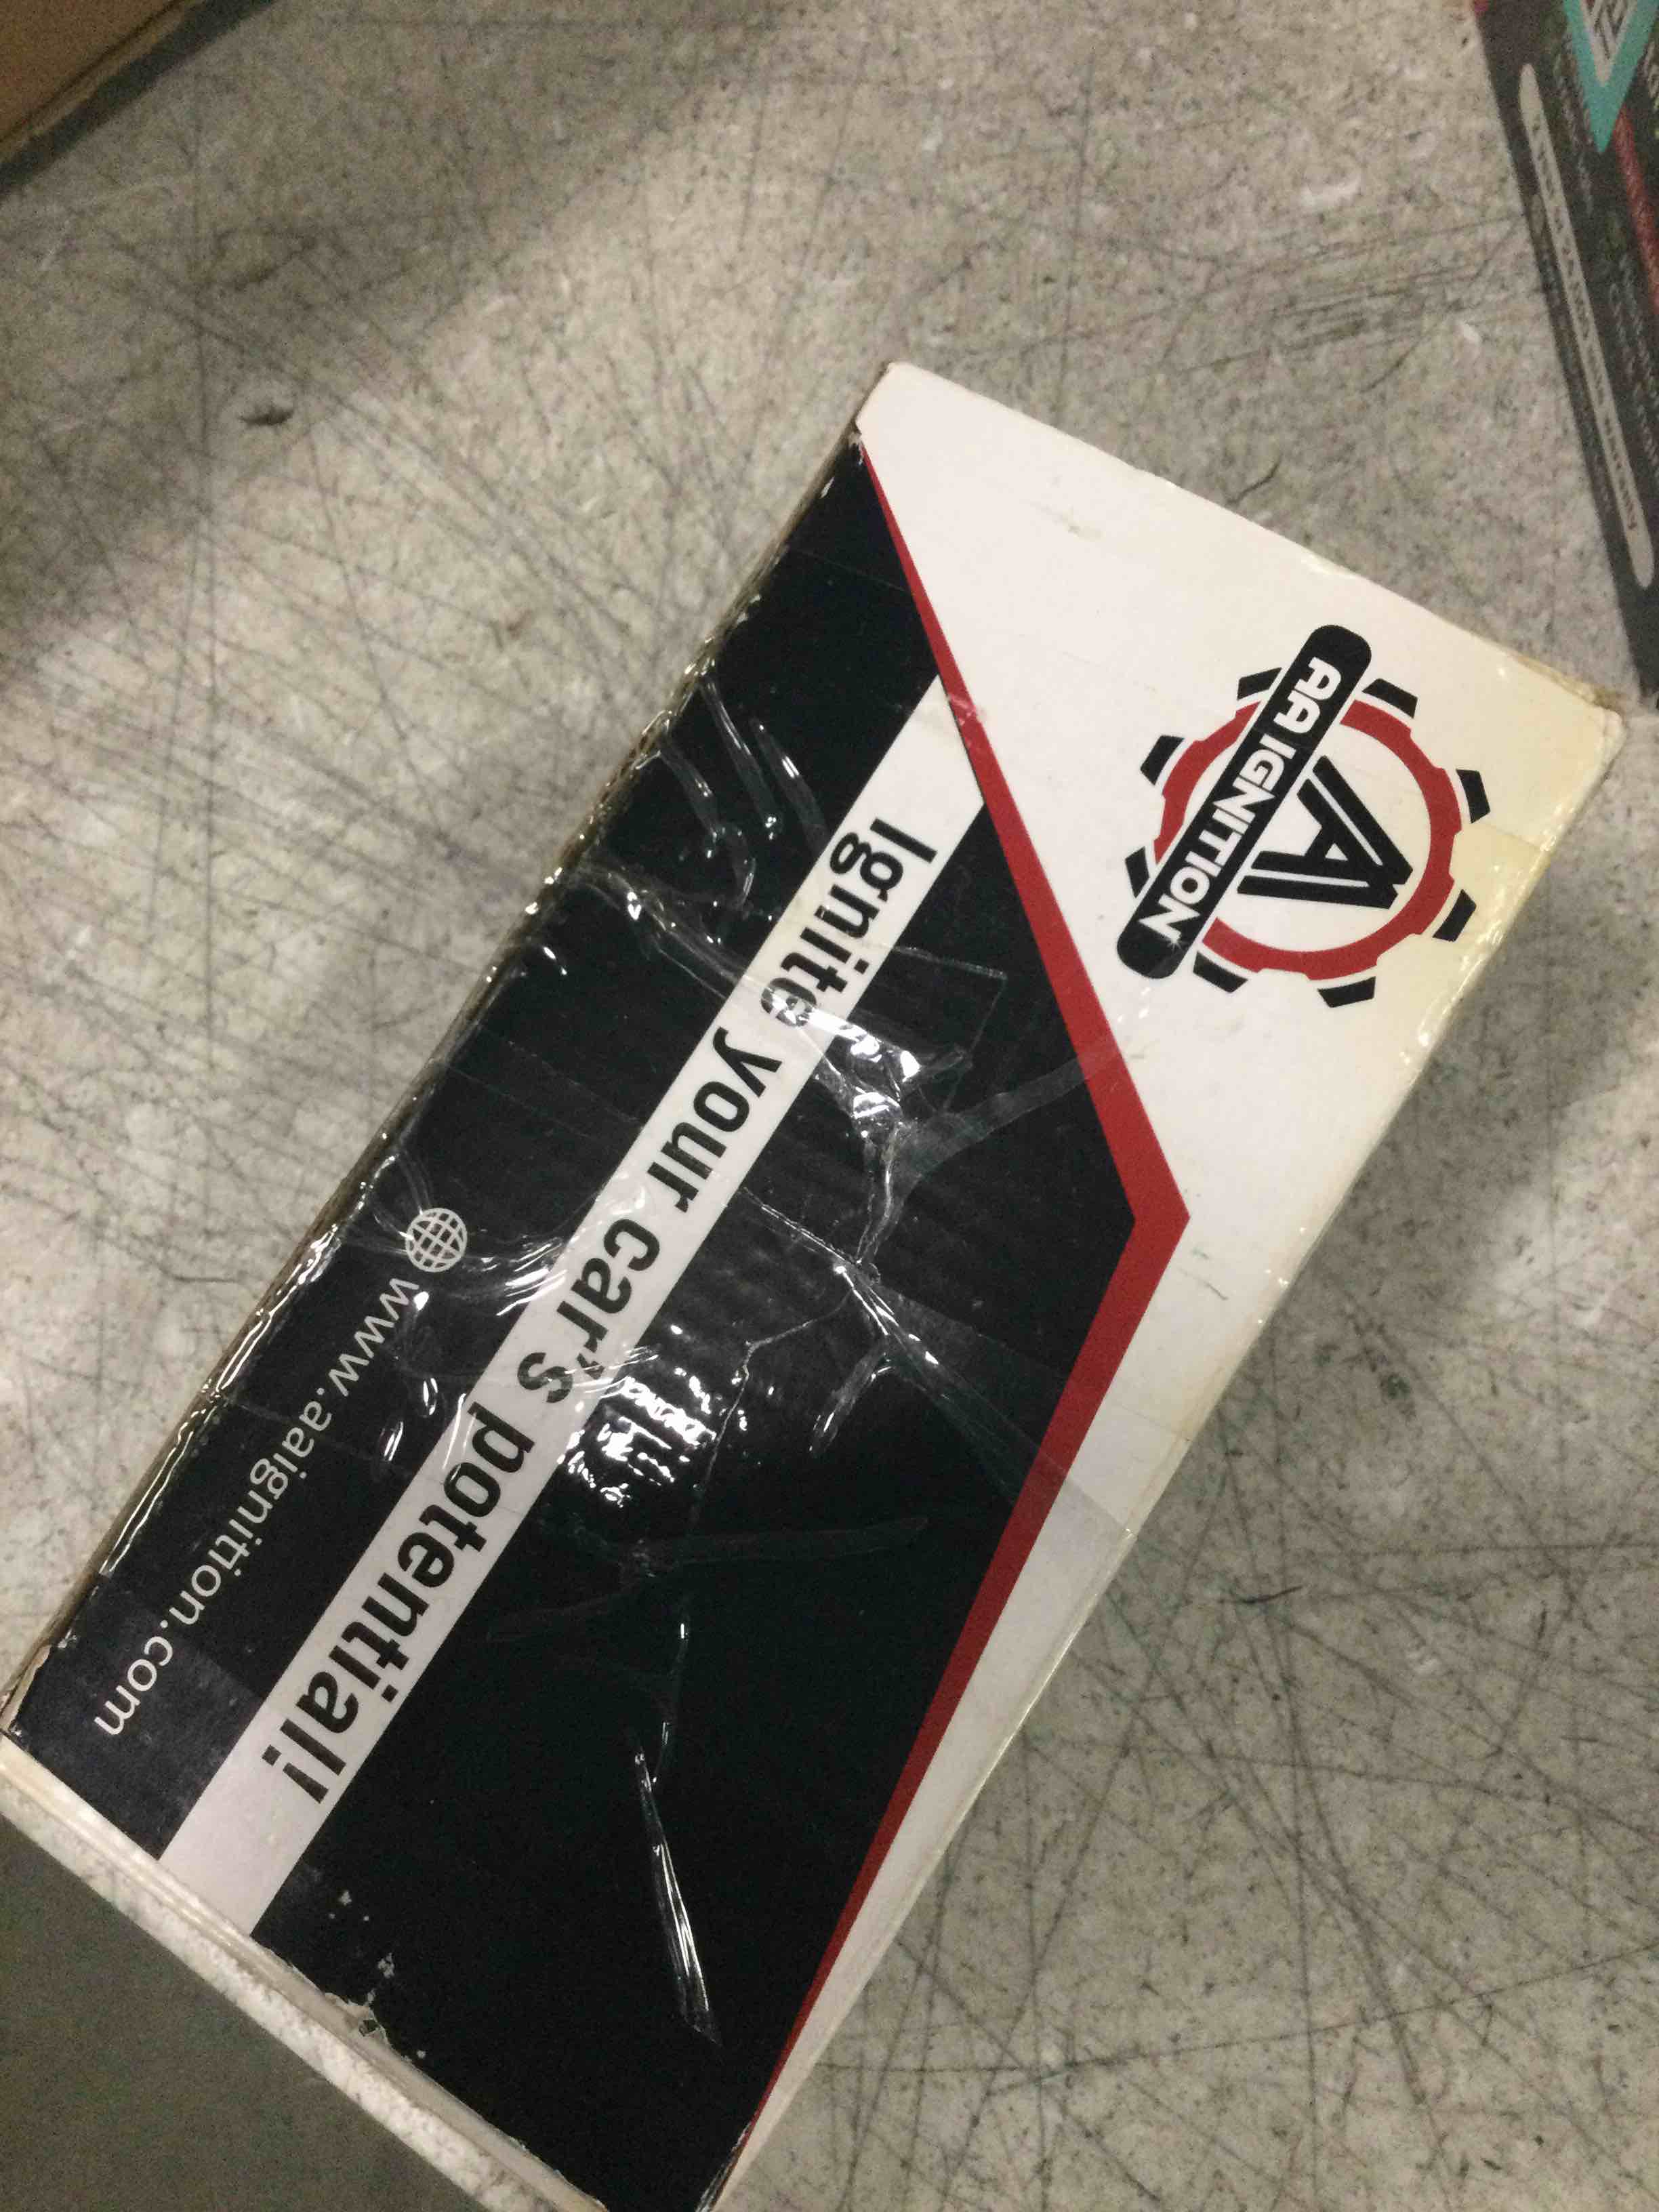 AA IGNITION
Ignite your car's potential!
www.aaignition.com